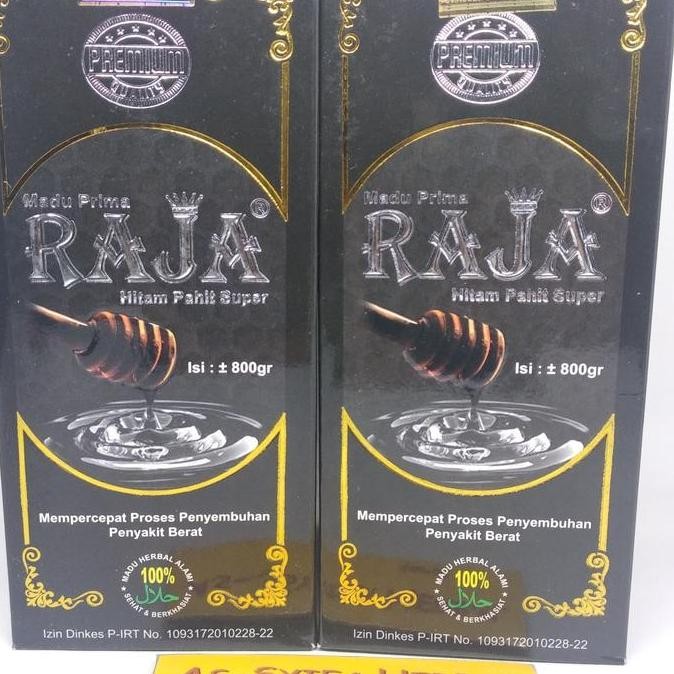 PREMIUM
QUALITY
Madu Prima
RAJA®
Hitam Pahit Super
Isi : ± 800gr
Mempercepat Proses Penyembuhan
Penyakit Berat
MADU HERBAL ALAMI
100%
حلال
SEHAT & BERKHASIAT
Izin Dinkes P-IRT No. 1093172010228-22
PREMIUM
QUALITY
Madu Prima
RAJA®
Hitam Pahit Super
Isi : ± 800gr
Mempercepat Proses Penyembuhan
Penyakit Berat
MADU HERBAL ALAMI
100%
حلال
SEHAT & BERKHASIAT
Izin Dinkes P-IRT No. 1093172010228-22